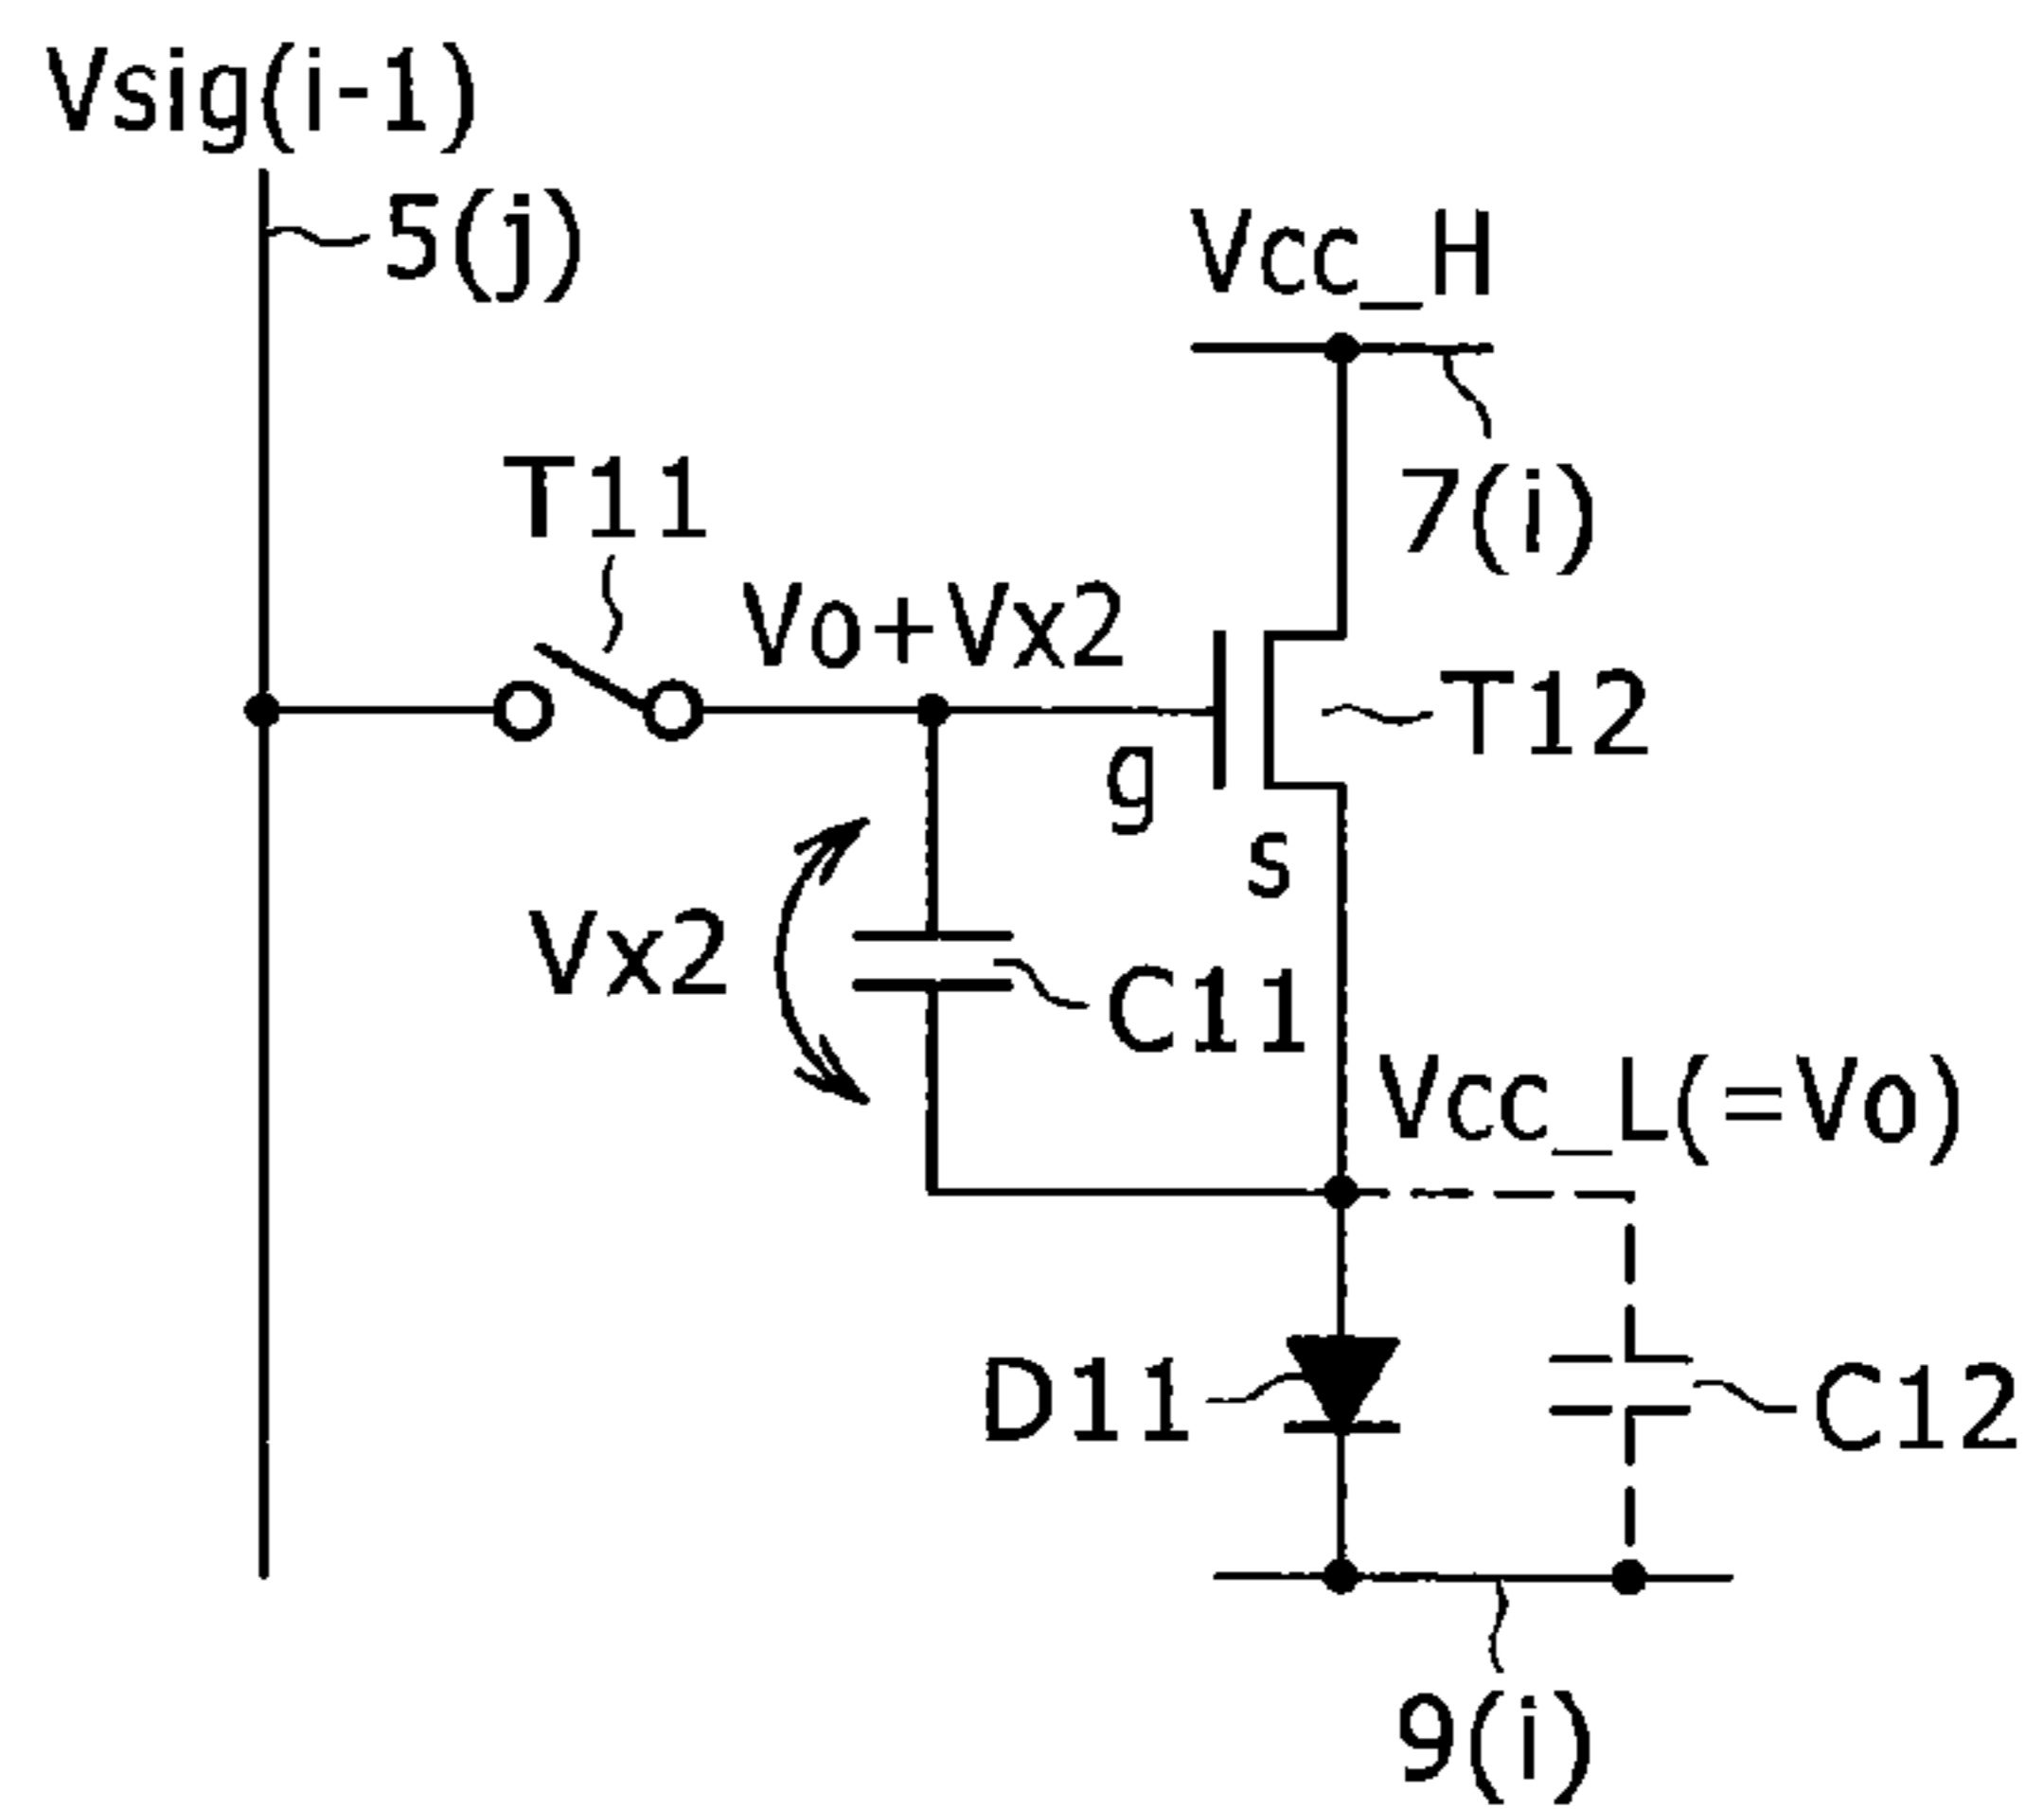 Vsig(i-1)
5(j)
Vcc_H
7(i)
T11
Vo+Vx2
T12
g
s
Vx2
C11
Vcc_L(=Vo)
D11
C12
9(i)